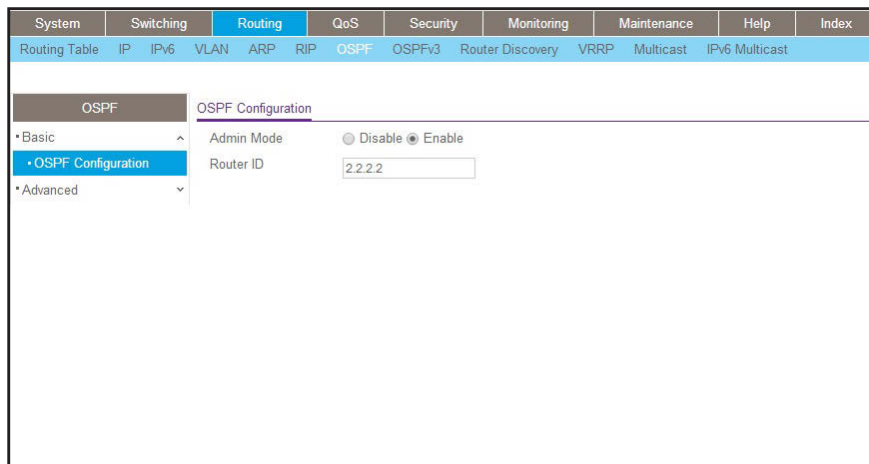 System Switching Routing QoS Security Monitoring Maintenance Help Index
Routing Table IP IPv6 VLAN ARP RIP OSPF OSPFv3 Router Discovery VRRP Multicast IPv6 Multicast
OSPF
Basic
OSPF Configuration
Advanced
OSPF Configuration
Admin Mode Disable Enable
Router ID 2.2.2.2